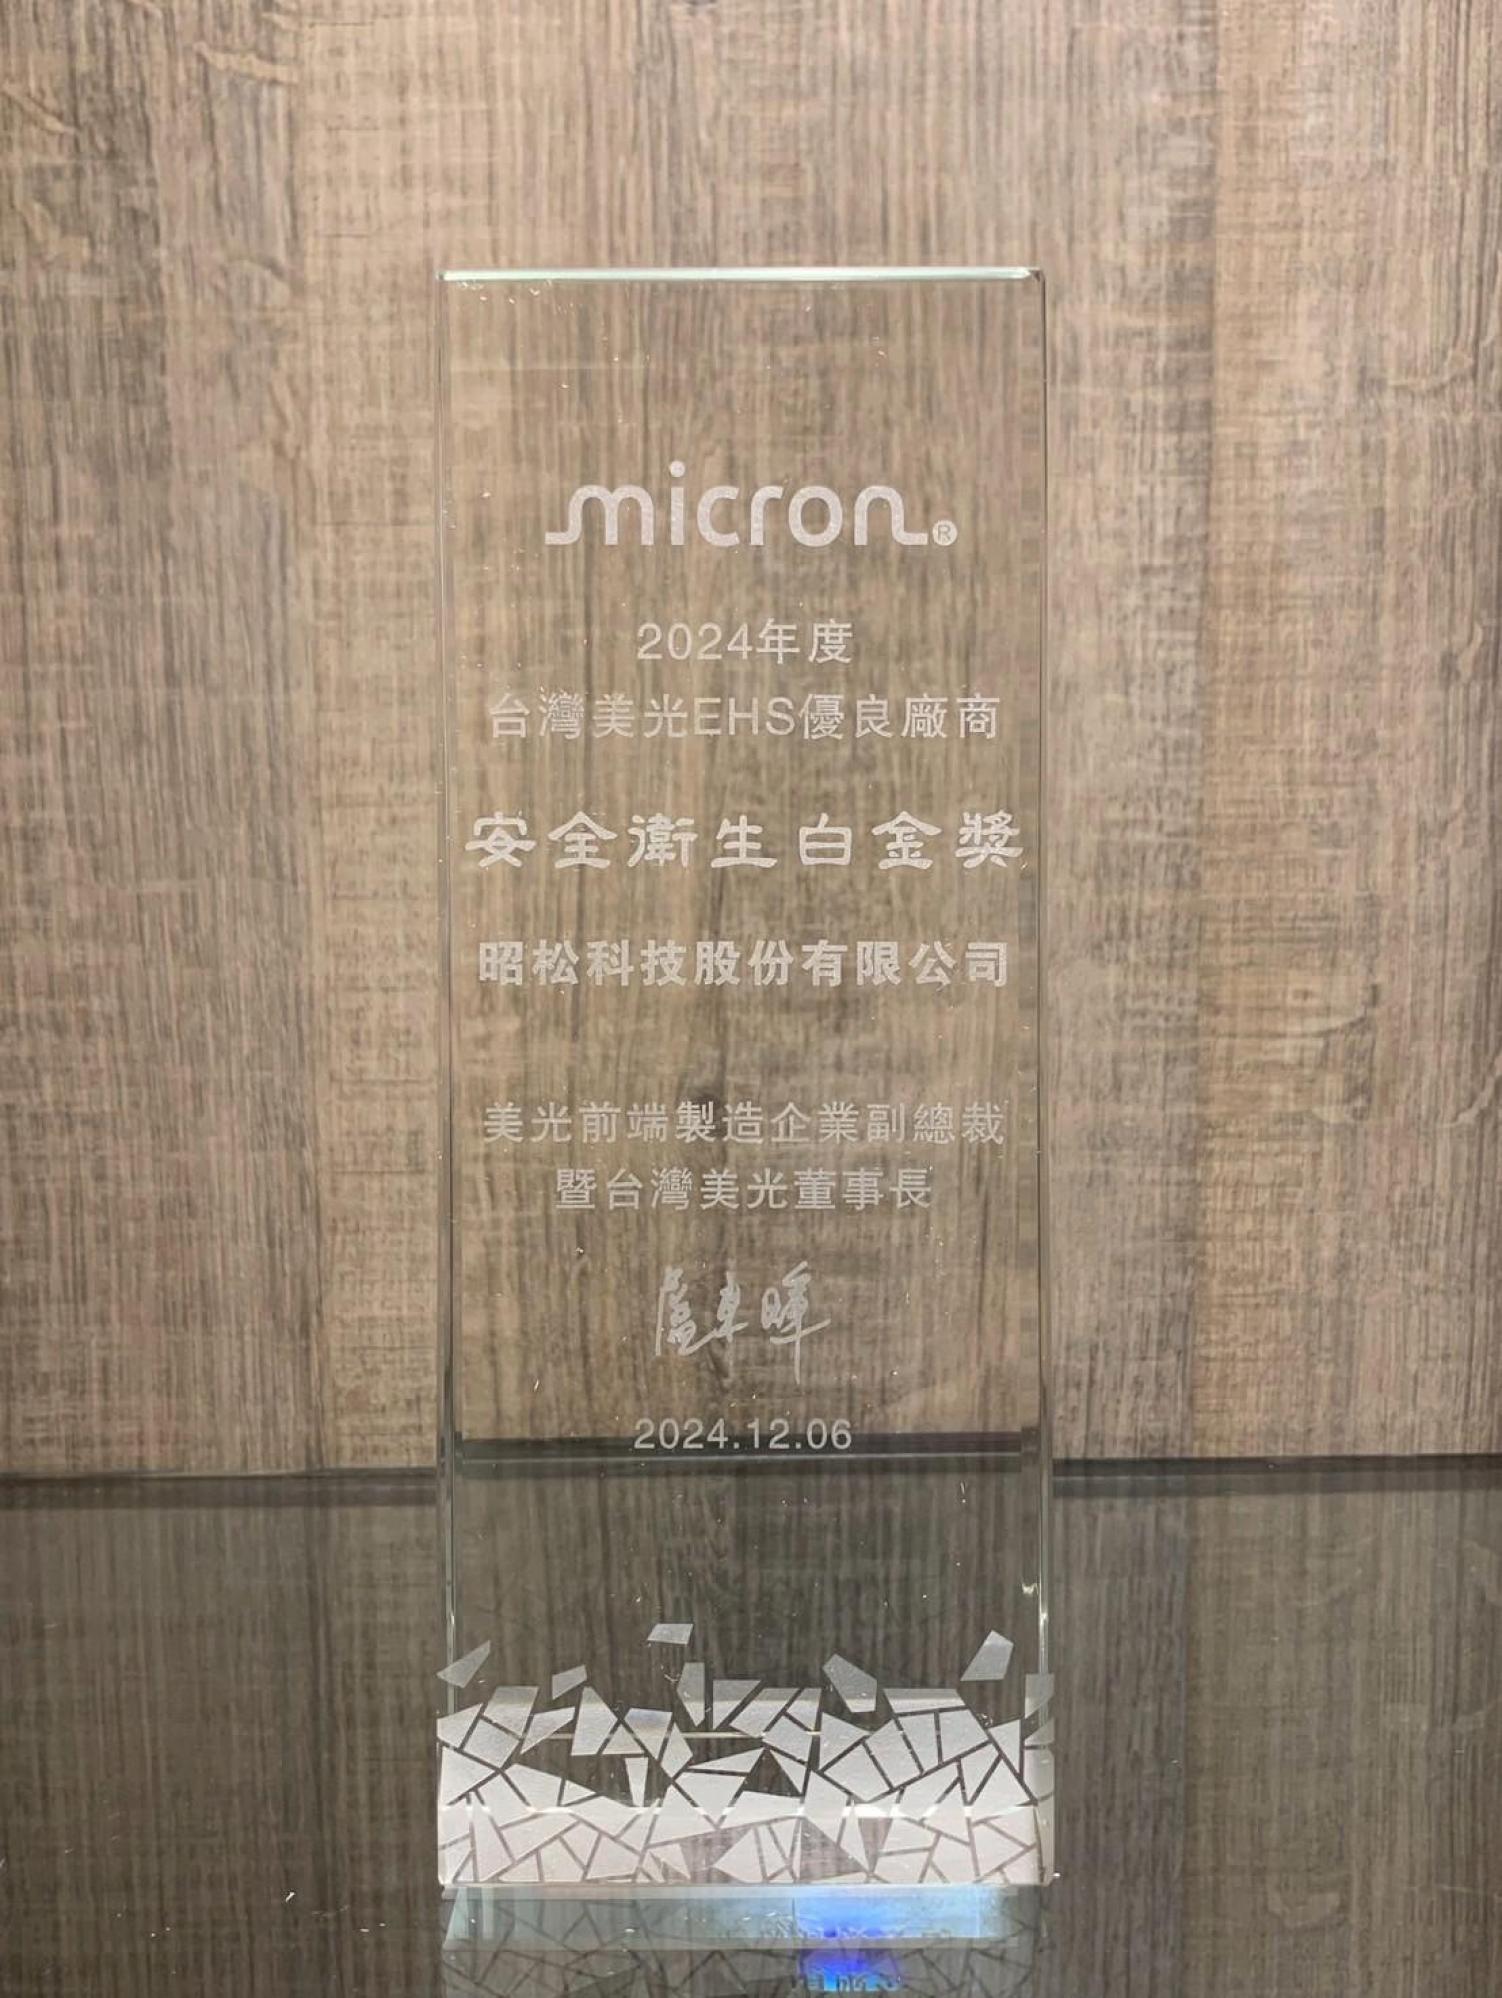 micron®
2024年度
台灣美光EHS優良廠商
安全衛生白金獎
昭松科技股份有限公司
美光前端製造企業副總裁
暨台灣美光董事長
盧東暉
2024.12.06